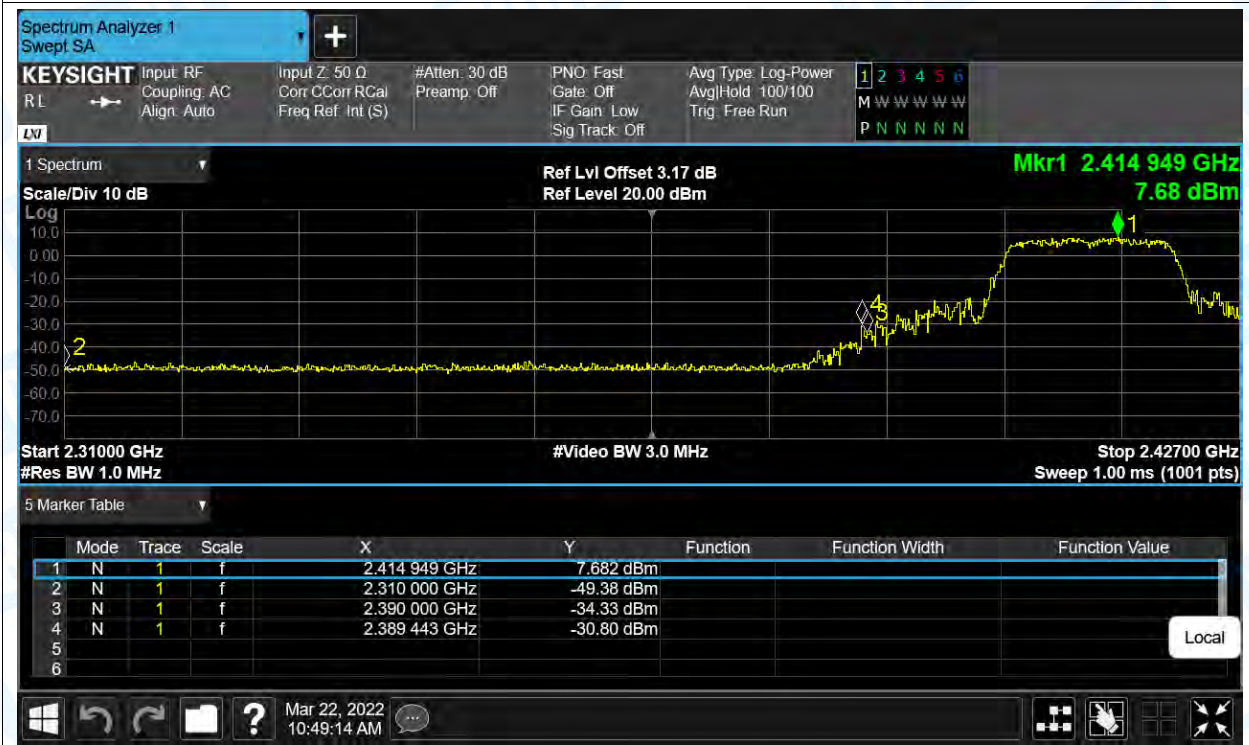 Spectrum Analyzer 1
Swept SA
KEYSIGHT Input: RF Input Z: 50 Ω #Atten: 30 dB PNO: Fast Avg Type: Log-Power 1 2 3 4 5 6
R L Coupling: AC Corr CCorr RCal Preamp: Off Gate: Off Avg|Hold: 100/100 M W W W W W W
Align: Auto Freq Ref: Int (S) IF Gain: Low Trig: Free Run
LXI Sig Track: Off P N N N N N N
1 Spectrum Ref Lvl Offset 3.17 dB Mkr1 2.414 949 GHz
Scale/Div 10 dB Ref Level 20.00 dBm 7.68 dBm
Log
10.0
0.00
-10.0
-20.0
-30.0
-40.0
-50.0
-60.0
-70.0
1
2
4
3
Start 2.31000 GHz #Video BW 3.0 MHz Stop 2.42700 GHz
#Res BW 1.0 MHz Sweep 1.00 ms (1001 pts)
5 Marker Table
Mode Trace Scale X Y Function Function Width Function Value
1 N 1 f 2.414 949 GHz 7.682 dBm
2 N 1 f 2.310 000 GHz -49.38 dBm
3 N 1 f 2.390 000 GHz -34.33 dBm
4 N 1 f 2.389 443 GHz -30.80 dBm
5
6
Local
? Mar 22, 2022
10:49:14 AM